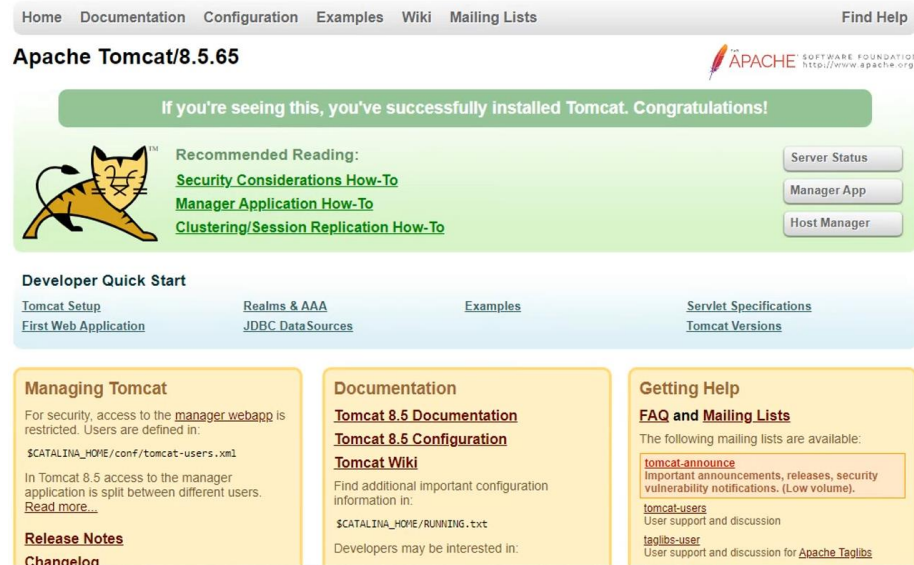 Home Documentation Configuration Examples Wiki Mailing Lists Find Help
Apache Tomcat/8.5.65
THE
APACHE SOFTWARE FOUNDATION
http://www.apache.org
If you're seeing this, you've successfully installed Tomcat. Congratulations!
TM
Recommended Reading:
Security Considerations How-To
Manager Application How-To
Clustering/Session Replication How-To
Server Status
Manager App
Host Manager
Developer Quick Start
Tomcat Setup
First Web Application
Realms & AAA
JDBC DataSources
Examples
Servlet Specifications
Tomcat Versions
Managing Tomcat
For security, access to the manager webapp is
restricted. Users are defined in:
$CATALINA_HOME/conf/tomcat-users.xml
In Tomcat 8.5 access to the manager
application is split between different users.
Read more...
Release Notes
Changelog
Documentation
Tomcat 8.5 Documentation
Tomcat 8.5 Configuration
Tomcat Wiki
Find additional important configuration
information in:
$CATALINA_HOME/RUNNING.txt
Developers may be interested in:
Getting Help
FAQ and Mailing Lists
The following mailing lists are available:
tomcat-announce
Important announcements, releases, security
vulnerability notifications. (Low volume).
tomcat-users
User support and discussion
taglibs-user
User support and discussion for Apache Taglibs